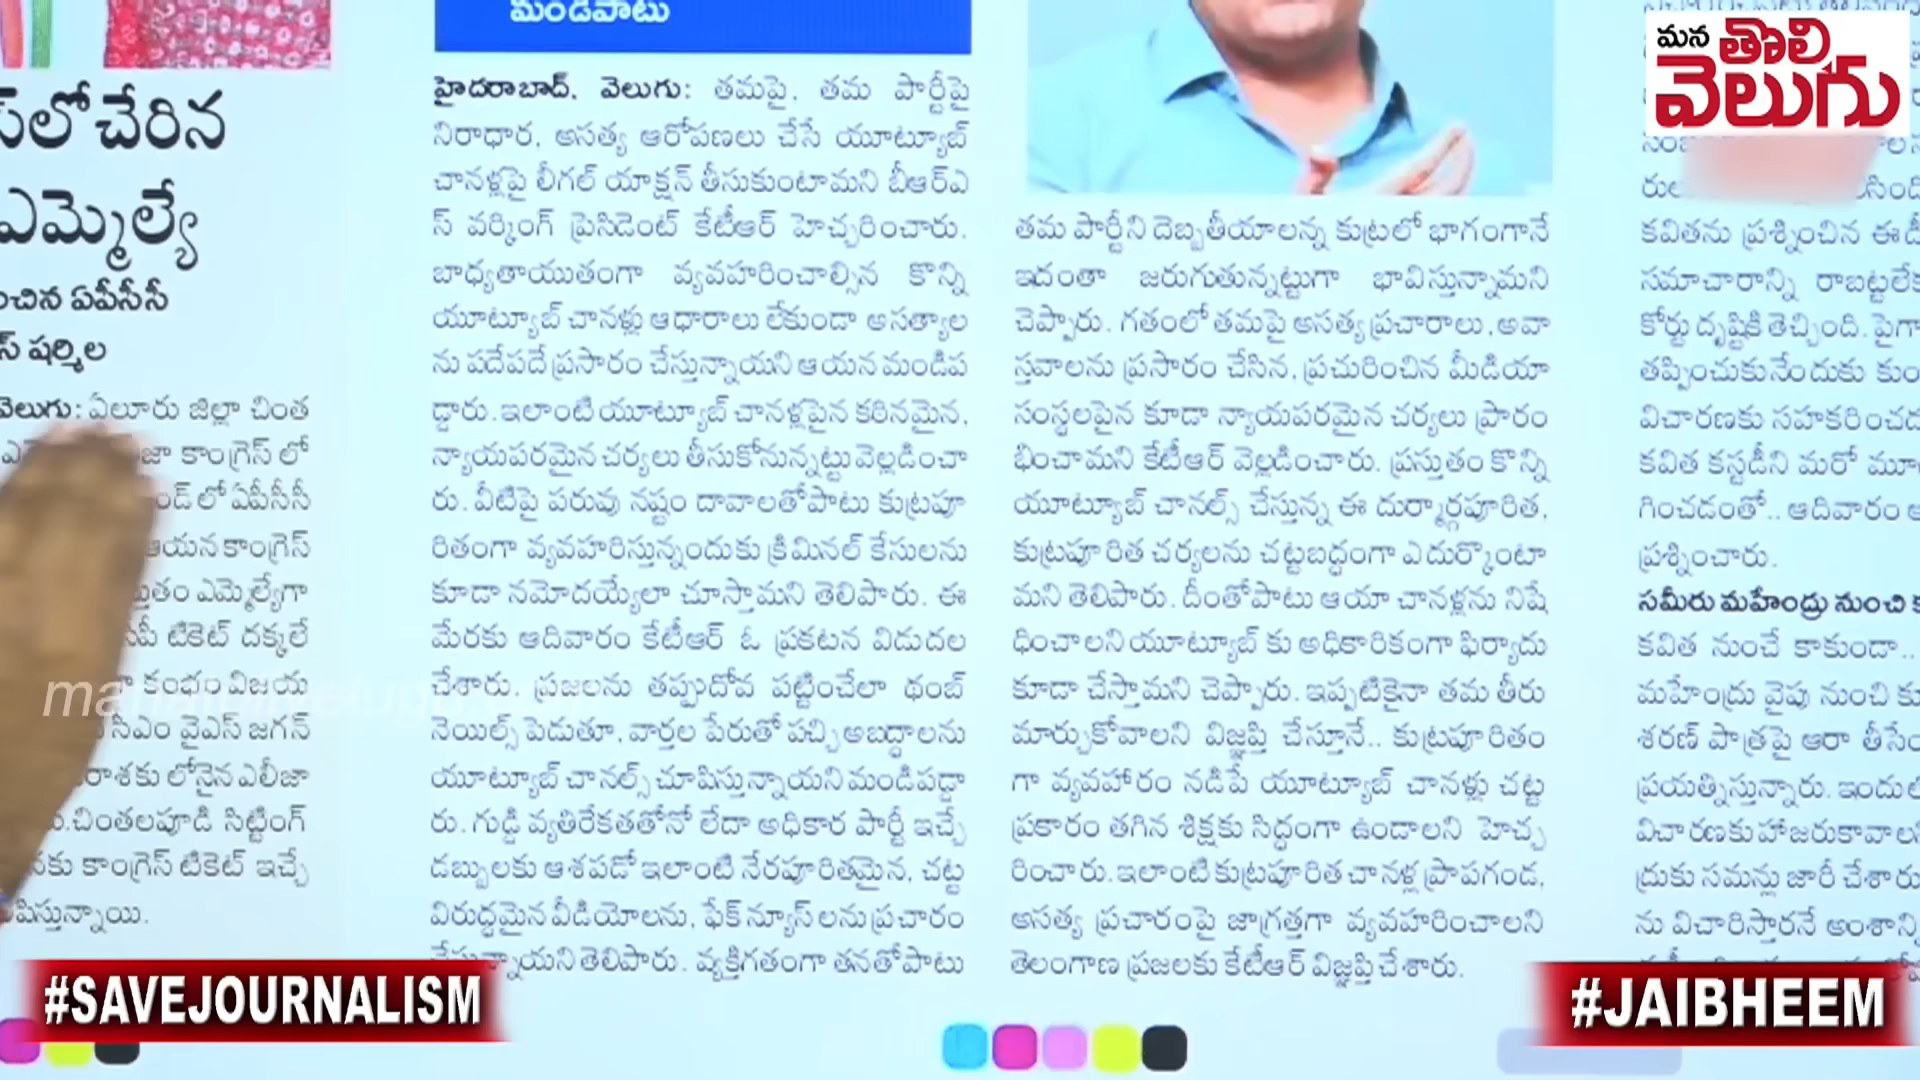 మండిపాటు
హైదరాబాద్, వెలుగు: తమపై, తమ పార్టీపై
నిరాధార, అసత్య ఆరోపణలు చేసే యూట్యూబ్
చానళ్లపై లీగల్ యాక్షన్ తీసుకుంటామని బీఆర్ఎ
స్ వర్కింగ్ ప్రెసిడెంట్ కేటీఆర్ హెచ్చరించారు.
బాధ్యతాయుతంగా వ్యవహరించాల్సిన కొన్ని
యూట్యూబ్ చానళ్లు ఆధారాలు లేకుండా అసత్యాల
ను పదేపదే ప్రసారం చేస్తున్నాయని ఆయన మండిప
డ్డారు. ఇలాంటి యూట్యూబ్ చానళ్లపైన కఠినమైన,
న్యాయపరమైన చర్యలు తీసుకోనున్నట్టు వెల్లడించా
రు. వీటిపై పరువు నష్టం దావాలతోపాటు కుట్రపూ
రితంగా వ్యవహరిస్తున్నందుకు క్రిమినల్ కేసులను
కూడా నమోదయ్యేలా చూస్తామని తెలిపారు. ఈ
మేరకు ఆదివారం కేటీఆర్ ఓ ప్రకటన విడుదల
చేశారు. ప్రజలను తప్పుదోవ పట్టించేలా థంబ్
నెయిల్స్ పెడుతూ, వార్తల పేరుతో పచ్చి అబద్ధాలను
యూట్యూబ్ చానల్స్ చూపిస్తున్నాయని మండిపడ్డా
రు. గుడ్డి వ్యతిరేకతతోనో లేదా అధికార పార్టీ ఇచ్చే
డబ్బులకు ఆశపడో ఇలాంటి నేరపూరితమైన, చట్ట
విరుద్ధమైన వీడియోలను, ఫేక్ న్యూస్ లను ప్రచారం
చేస్తున్నాయని తెలిపారు. వ్యక్తిగతంగా తనతోపాటు
తమ పార్టీని దెబ్బతీయాలన్న కుట్రలో భాగంగానే
ఇదంతా జరుగుతున్నట్టుగా భావిస్తున్నామని
చెప్పారు. గతంలో తమపై అసత్య ప్రచారాలు, అవా
స్తవాలను ప్రసారం చేసిన, ప్రచురించిన మీడియా
సంస్థలపైన కూడా న్యాయపరమైన చర్యలు ప్రారం
భించామని కేటీఆర్ వెల్లడించారు. ప్రస్తుతం కొన్ని
యూట్యూబ్ చానల్స్ చేస్తున్న ఈ దుర్మార్గపూరిత,
కుట్రపూరిత చర్యలను చట్టబద్ధంగా ఎదుర్కొంటా
మని తెలిపారు. దీంతోపాటు ఆయా చానళ్లను నిషే
ధించాలని యూట్యూబ్ కు అధికారికంగా ఫిర్యాదు
కూడా చేస్తామని చెప్పారు. ఇప్పటికైనా తమ తీరు
మార్చుకోవాలని విజ్ఞప్తి చేస్తూనే.. కుట్రపూరితం
గా వ్యవహారం నడిపే యూట్యూబ్ చానళ్లు చట్ట
ప్రకారం తగిన శిక్షకు సిద్ధంగా ఉండాలని హెచ్చ
రించారు. ఇలాంటి కుట్రపూరిత చానళ్ల ప్రాపగండ,
అసత్య ప్రచారంపై జాగ్రత్తగా వ్యవహరించాలని
తెలంగాణ ప్రజలకు కేటీఆర్ విజ్ఞప్తి చేశారు.
స్‌లో చేరిన
ఎమ్మెల్యే
ఏపీసీసీ
షర్మిల
వెలుగు: ఏలూరు జిల్లా చింత
కాంగ్రెస్ లో
లో ఏపీసీసీ
ఆయన కాంగ్రెస్
ఎమ్మెల్యేగా
టికెట్ దక్కలే
కంభం విజయ
సీఎం వైఎస్ జగన్
లోనైన ఎలీజా
చింతలపూడి సిట్టింగ్
కాంగ్రెస్ టికెట్ ఇచ్చే
కవితను ప్రశ్నించిన ఈడీ
సమాచారాన్ని రాబట్టలేక
కోర్టు దృష్టికి తెచ్చింది. పైగా
తప్పించుకునేందుకు
విచారణకు సహకరించడ
కవిత కస్టడీని మరో మూ
గించడంతో.. ఆదివారం
ప్రశ్నించారు.
సమీరు మహేంద్రు నుంచి
కవిత నుంచే కాకుండా..
మహేంద్రు వైపు నుంచి
శరణ్ పాత్రపై ఆరా తీసేం
ప్రయత్నిస్తున్నారు.
విచారణకు హాజరుకావాల
ద్రుకు సమన్లు జారీ చేశారు
ను విచారిస్తారనే
మన
తొలి
వెలుగు
#SAVEJOURNALISM
#JAIBHEEM